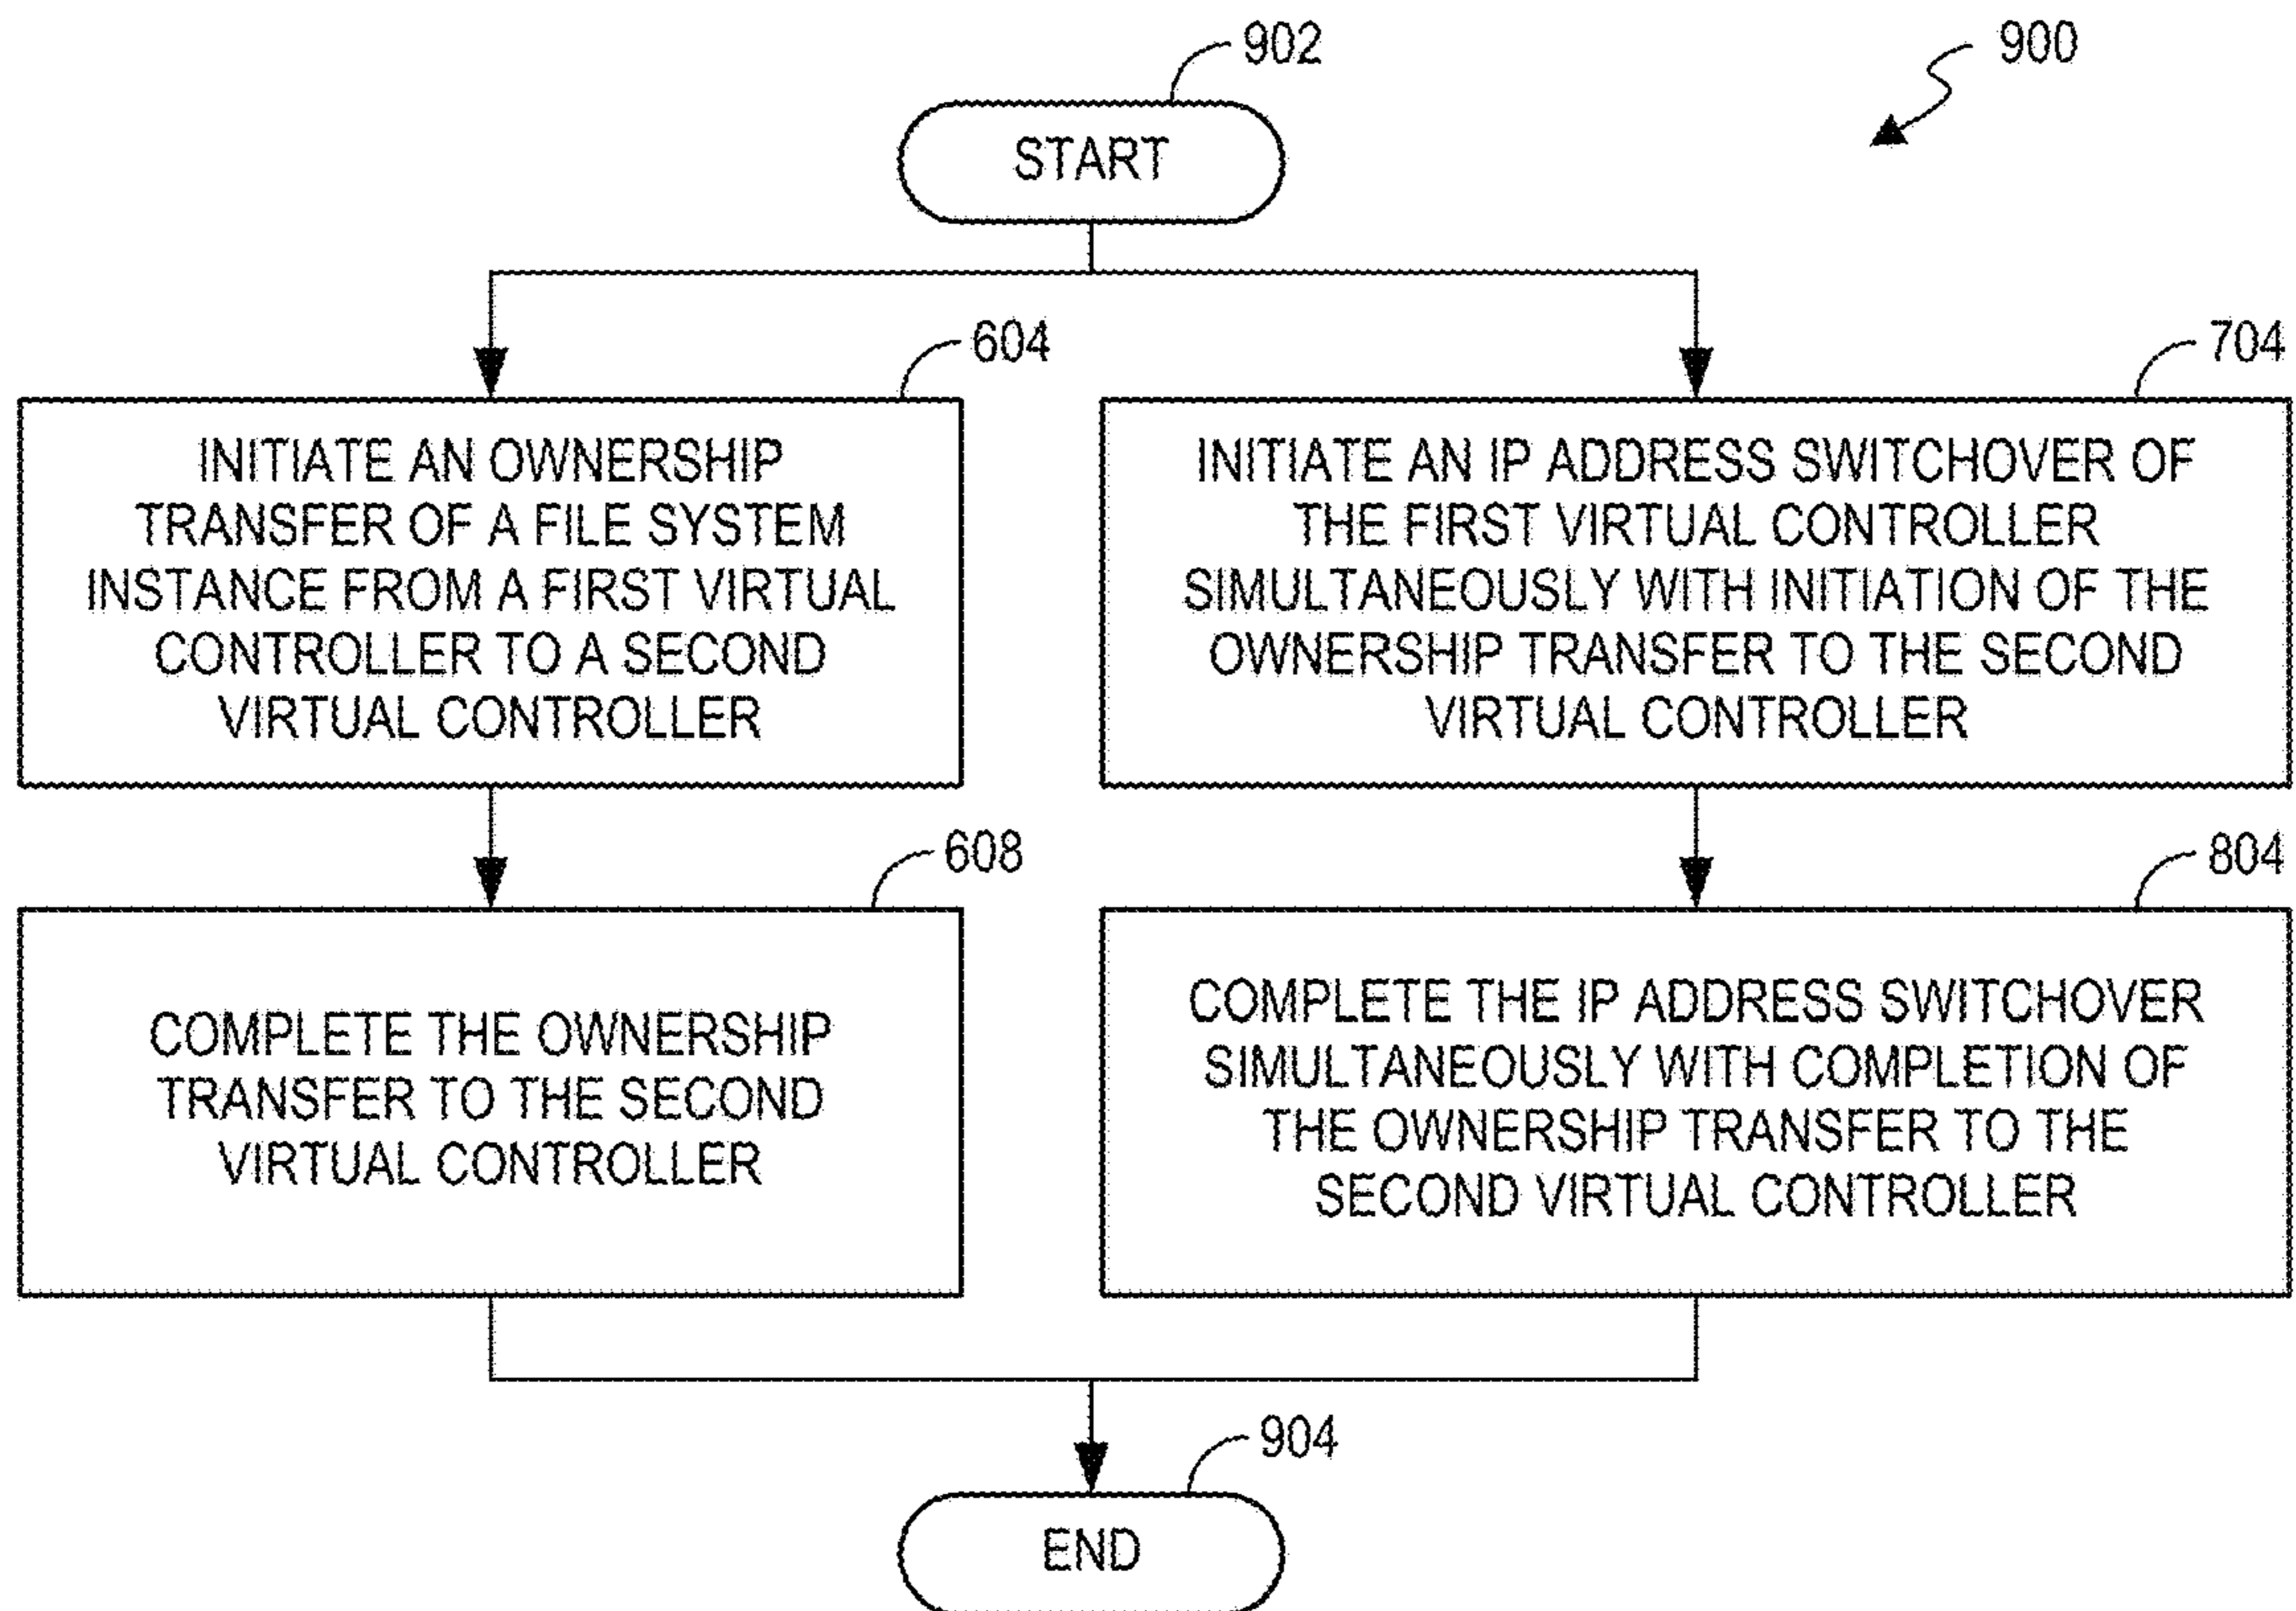 902
900
START
604
INITIATE AN OWNERSHIP
TRANSFER OF A FILE SYSTEM
INSTANCE FROM A FIRST VIRTUAL
CONTROLLER TO A SECOND
VIRTUAL CONTROLLER
704
INITIATE AN IP ADDRESS SWITCHOVER OF
THE FIRST VIRTUAL CONTROLLER
SIMULTANEOUSLY WITH INITIATION OF THE
OWNERSHIP TRANSFER TO THE SECOND
VIRTUAL CONTROLLER
608
COMPLETE THE OWNERSHIP
TRANSFER TO THE SECOND
VIRTUAL CONTROLLER
804
COMPLETE THE IP ADDRESS SWITCHOVER
SIMULTANEOUSLY WITH COMPLETION OF
THE OWNERSHIP TRANSFER TO THE
SECOND VIRTUAL CONTROLLER
904
END